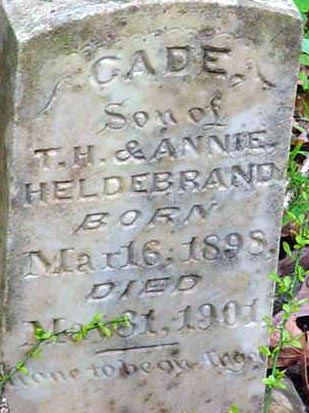 CADE,
Son of
T. H. & ANNIE
HELDEBRAND
BORN
Mar 16, 1898
DIED
Mar 31, 1901.
Gone to be an Angel